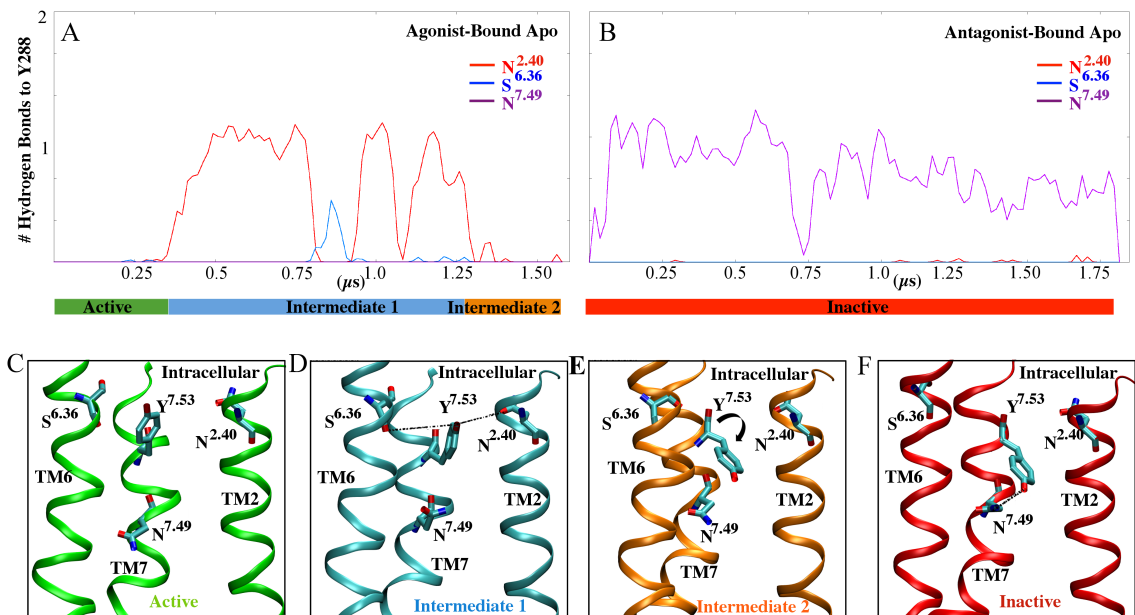 A
Agonist-Bound Apo
N2.40
S6.36
N7.49
2
1
# Hydrogen Bonds to Y288
0.25 0.5 0.75 1.0 1.25 1.50
(μs)
Active Intermediate 1 Intermediate 2
B
Antagonist-Bound Apo
N2.40
S6.36
N7.49
0.25 0.5 0.75 1.0 1.25 1.50 1.75
(μs)
Inactive
C
Intracellular
S6.36
Y7.53
N2.40
TM6
TM2
N7.49
TM7
Active
D
Intracellular
S6.36
Y7.53
N2.40
TM6
TM2
N7.49
TM7
Intermediate 1
E
Intracellular
S6.36
Y7.53
N2.40
TM6
TM2
N7.49
TM7
Intermediate 2
F
Intracellular
S6.36
Y7.53
N2.40
TM6
TM2
N7.49
TM7
Inactive